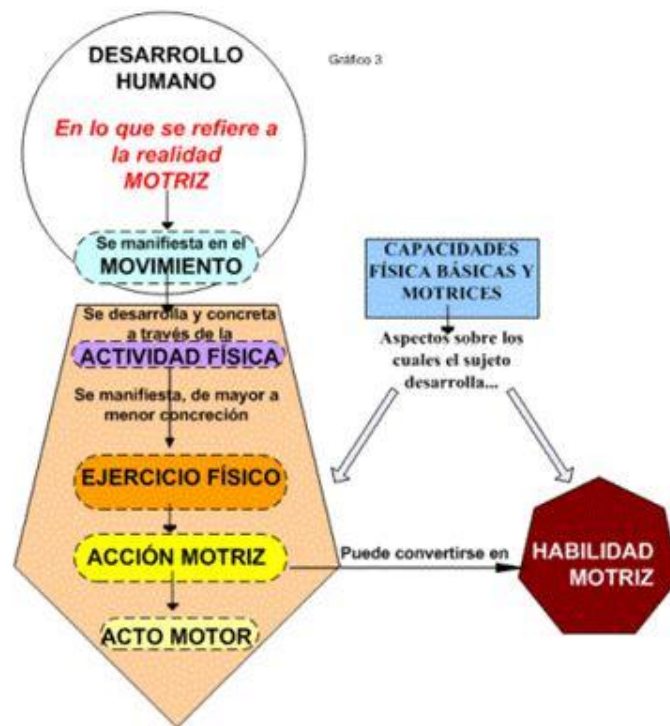 DESARROLLO
HUMANO
Gráfico 3
En lo que se refiere a
la realidad
MOTRIZ
Se manifiesta en el
MOVIMIENTO
CAPACIDADES
FÍSICA BÁSICAS Y
MOTRICES
Se desarrolla y concreta
a través de la
ACTIVIDAD FÍSICA
Aspectos sobre los
cuales el sujeto
desarrolla...
Se manifiesta, de mayor a
menor concreción
EJERCICIO FÍSICO
ACCIÓN MOTRIZ
Puede convertirse en
HABILIDAD
MOTRIZ
ACTO MOTOR